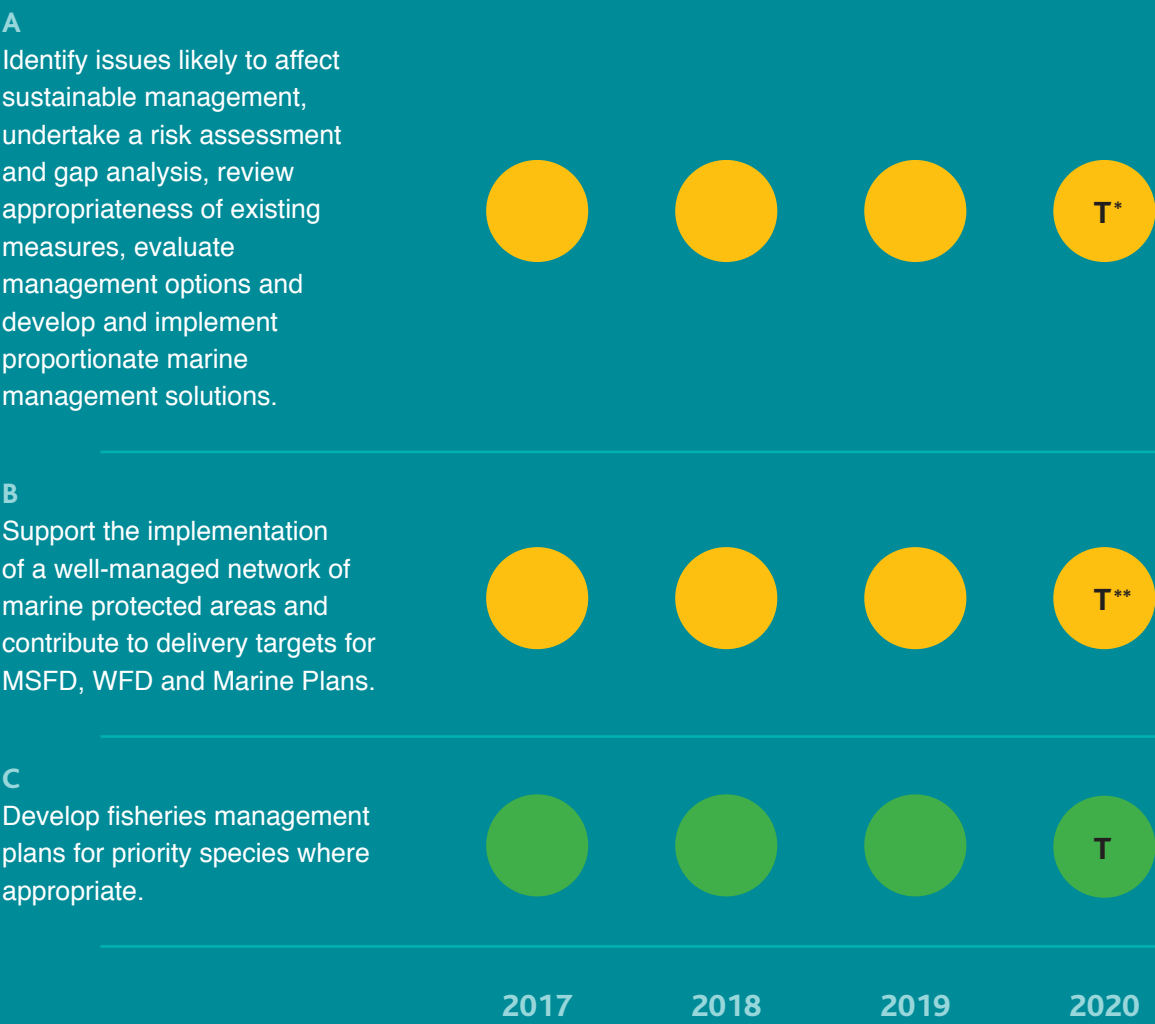 A
Identify issues likely to affect
sustainable management,
undertake a risk assessment
and gap analysis, review
appropriateness of existing
measures, evaluate
management options and
develop and implement
proportionate marine
management solutions.
T*
B
Support the implementation
of a well-managed network of
marine protected areas and
contribute to delivery targets for
MSFD, WFD and Marine Plans.
T**
C
Develop fisheries management
plans for priority species where
appropriate.
T
2017 2018 2019 2020